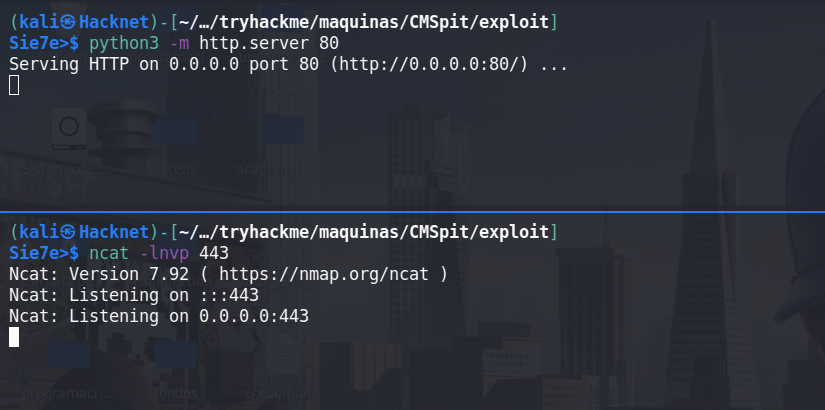 (kali㉿Hacknet)-[~/…/tryhackme/maquinas/CMSpit/exploit]
Sie7e>$ python3 -m http.server 80
Serving HTTP on 0.0.0.0 port 80 (http://0.0.0.0:80/) ...
(kali㉿Hacknet)-[~/…/tryhackme/maquinas/CMSpit/exploit]
Sie7e>$ ncat -lnvp 443
Ncat: Version 7.92 ( https://nmap.org/ncat )
Ncat: Listening on :::443
Ncat: Listening on 0.0.0.0:443
programaci...